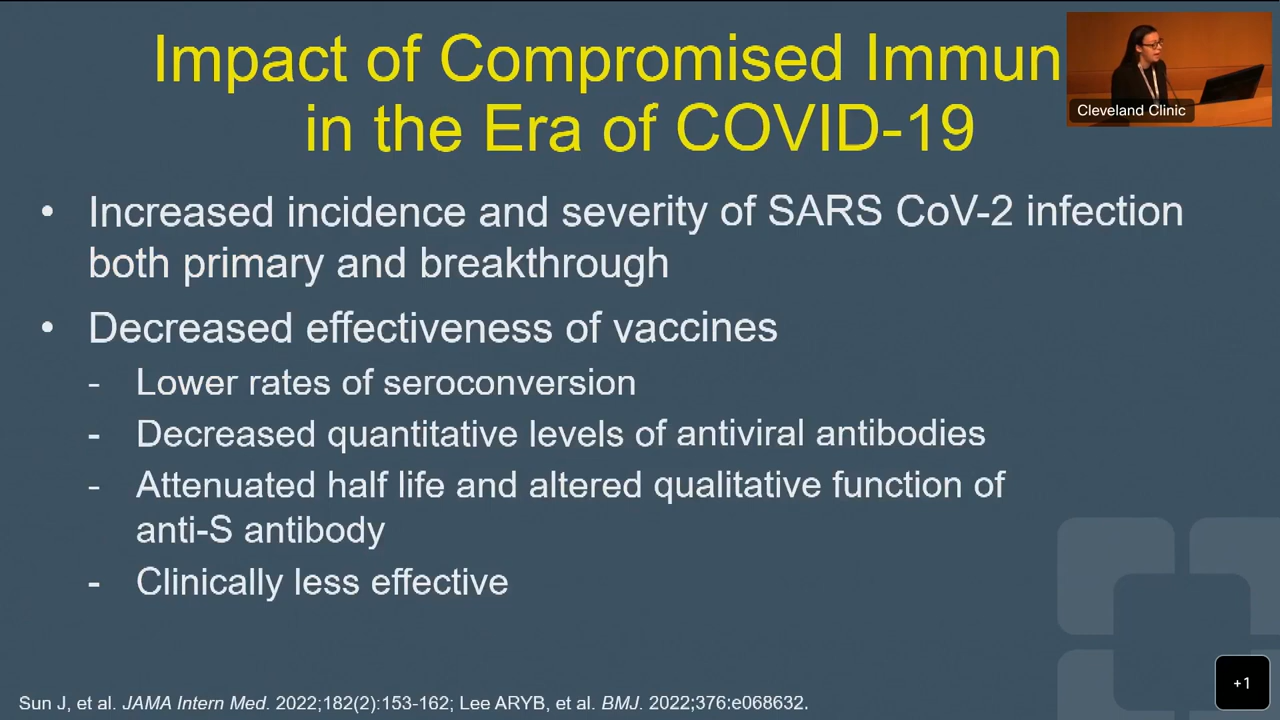 Impact of Compromised Immun
in the Era of COVID-19
Cleveland Clinic
• Increased incidence and severity of SARS CoV-2 infection
both primary and breakthrough
• Decreased effectiveness of vaccines
- Lower rates of seroconversion
- Decreased quantitative levels of antiviral antibodies
- Attenuated half life and altered qualitative function of
anti-S antibody
- Clinically less effective
Sun J, et al. JAMA Intern Med. 2022;182(2):153-162; Lee ARYB, et al. BMJ. 2022;376:e068632.
+1